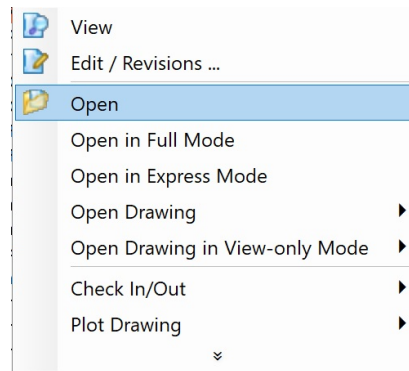 View
Edit / Revisions ...
Open
Open in Full Mode
Open in Express Mode
Open Drawing
Open Drawing in View-only Mode
Check In/Out
Plot Drawing